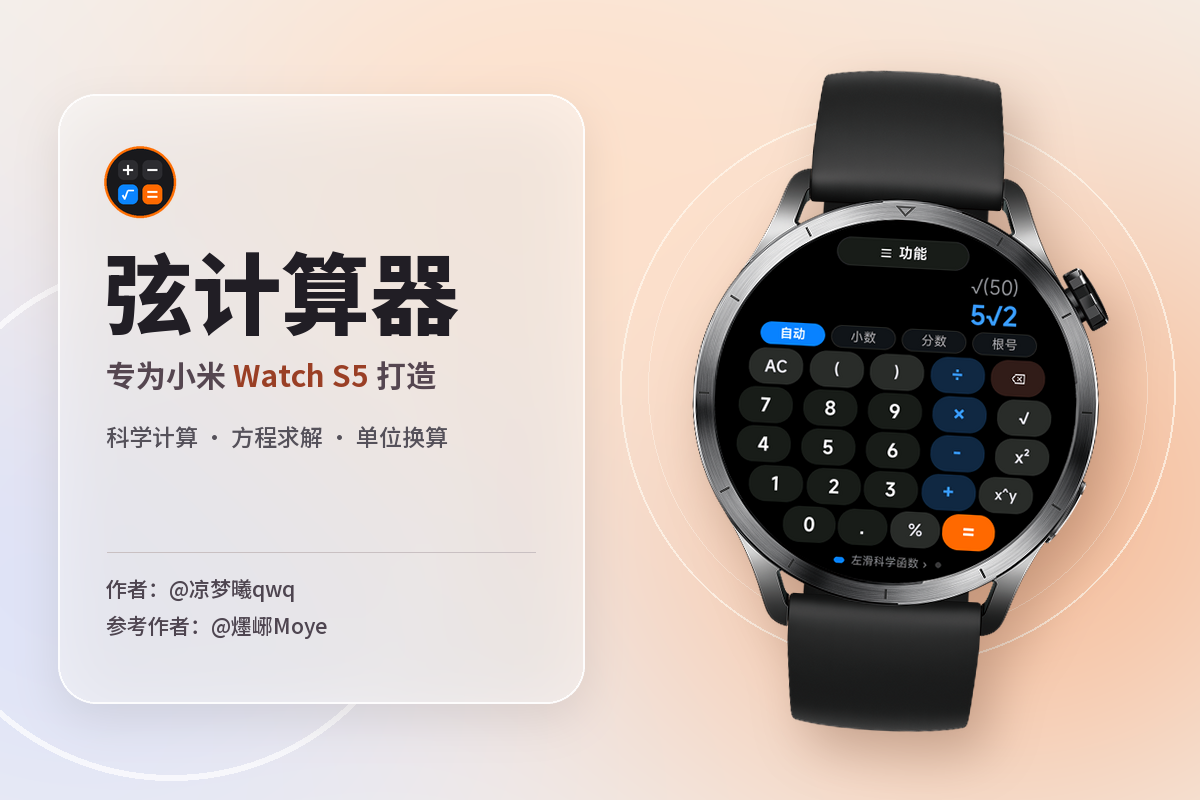 弦计算器
专为小米 Watch S5 打造
科学计算 · 方程求解 · 单位换算
作者：@凉梦曦qwq
参考作者：@爅峫Moye
☰ 功能
√(50)
5√2
自动 小数 分数 根号
AC ( ) ÷ ⌫
7 8 9 × √
4 5 6 - x²
1 2 3 + x^y
0 . % =
左滑科学函数 ›